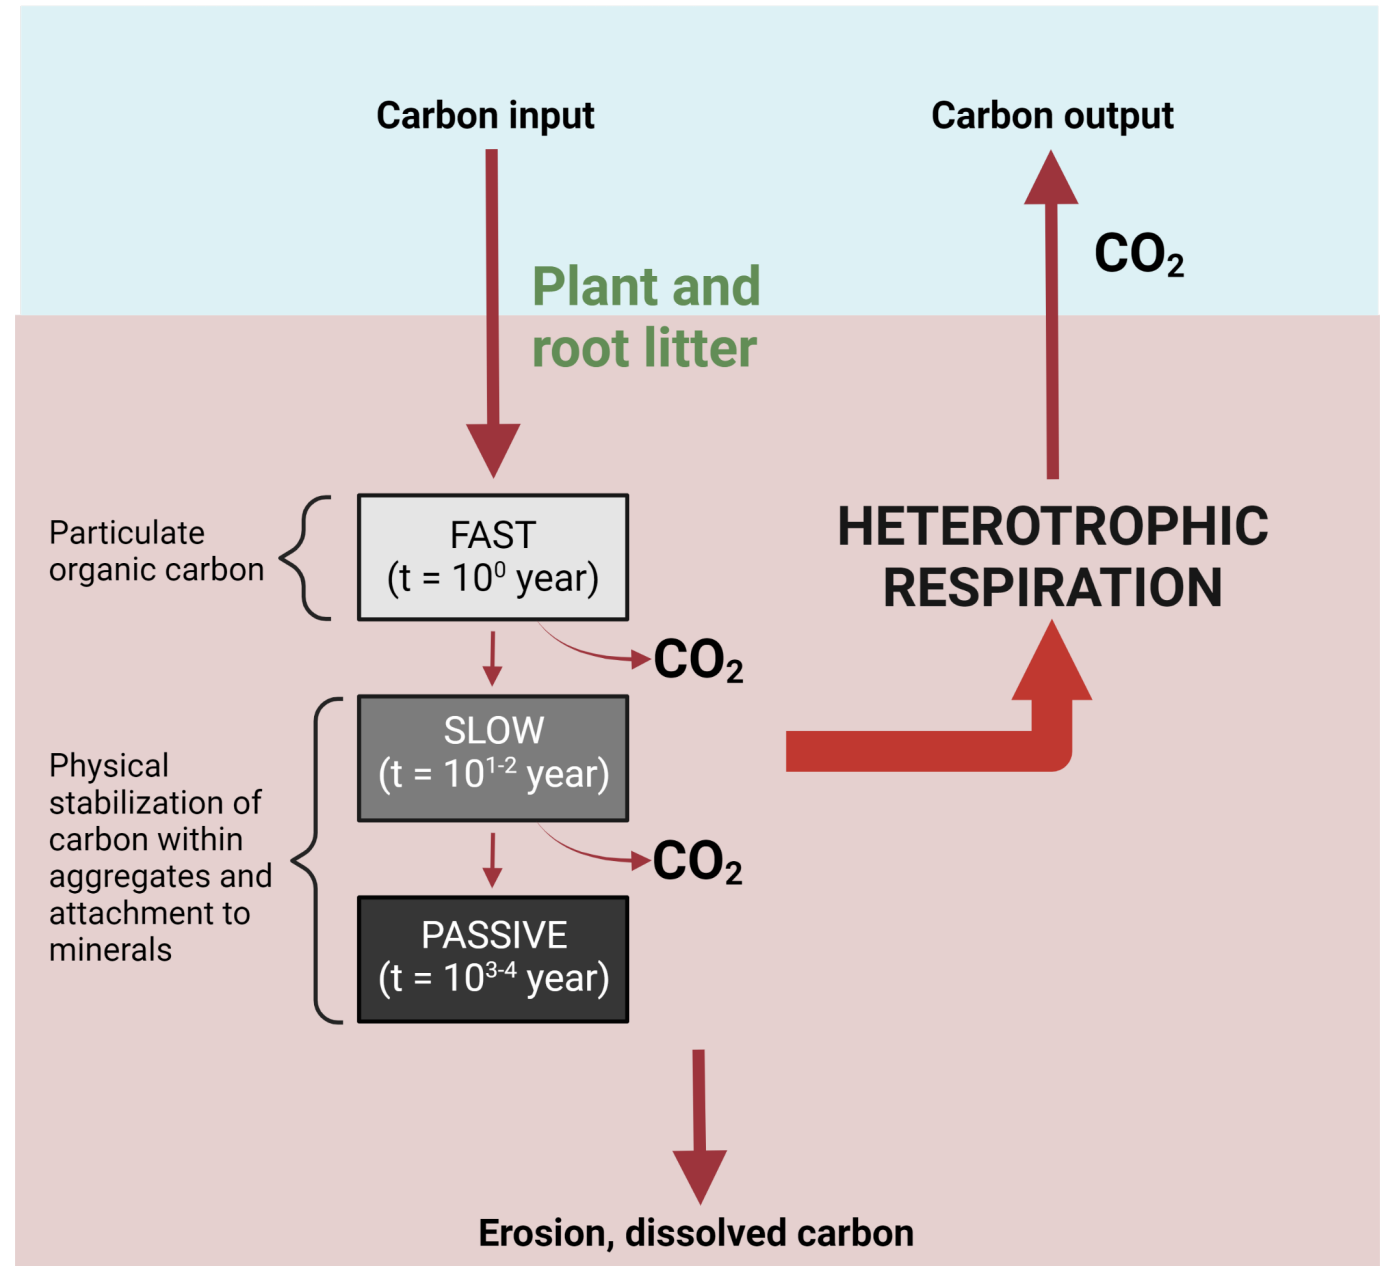 Carbon input
Carbon output
CO₂
Plant and
root litter
Particulate
organic carbon
FAST
(t = 10⁰ year)
HETEROTROPHIC
RESPIRATION
CO₂
SLOW
(t = 10¹⁻² year)
Physical
stabilization of
carbon within
aggregates and
attachment to
minerals
CO₂
PASSIVE
(t = 10³⁻⁴ year)
Erosion, dissolved carbon